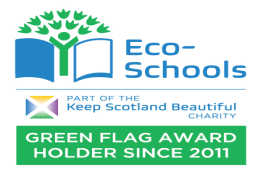 Eco-
Schools
PART OF THE
Keep Scotland Beautiful
CHARITY
GREEN FLAG AWARD
HOLDER SINCE 2011